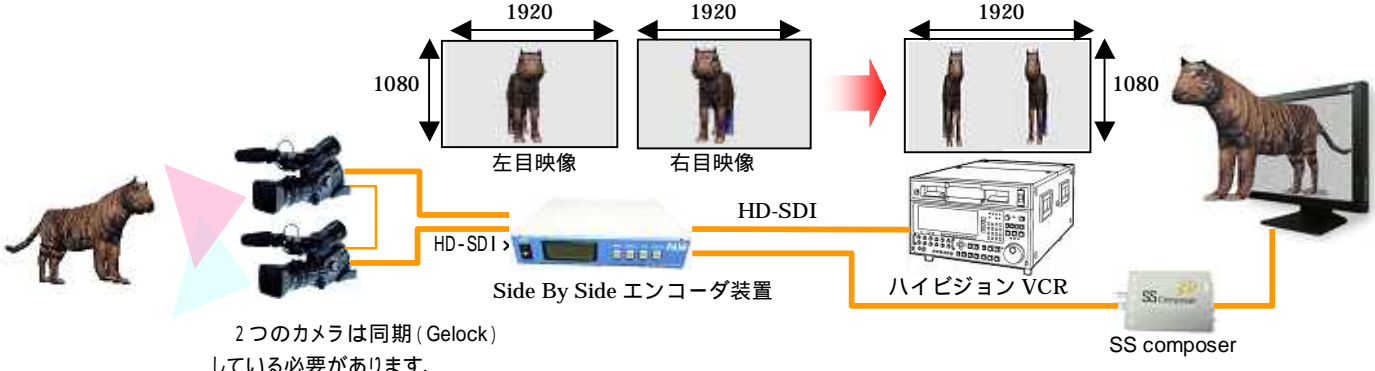 1920
1920
1920
1080
1080
左目映像
右目映像
HD-SDI
HD-SDI
Side By Side エンコーダ装置
ハイビジョン VCR
SS composer
2つのカメラは同期(Gelock)
している必要があります.